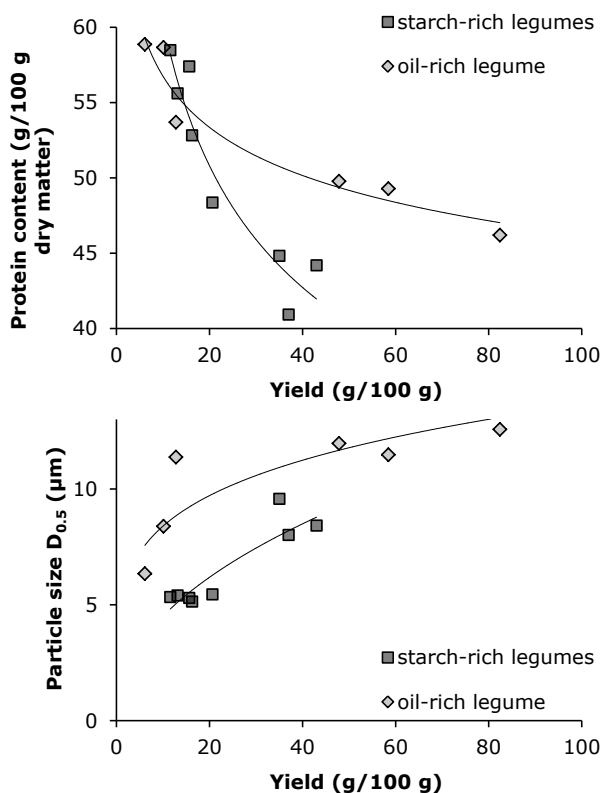 Protein content (g/100 g
dry matter)
60
55
50
45
40
starch-rich legumes
oil-rich legume
0 20 40 60 80 100
Yield (g/100 g)
Particle size D0.5 (µm)
10
5
0
starch-rich legumes
oil-rich legume
0 20 40 60 80 100
Yield (g/100 g)